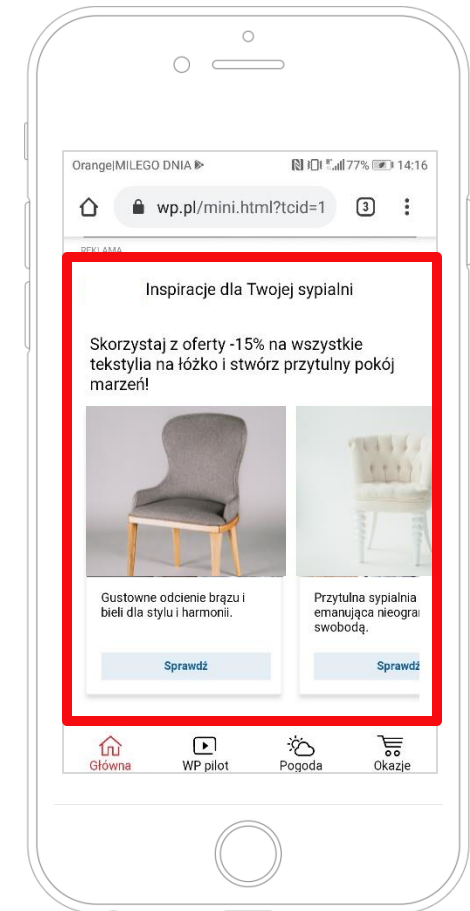 Orange|MILEGO DNIA
77% 14:16
wp.pl/mini.html?tcid=1
3
REKLAMA
Inspiracje dla Twojej sypialni
Skorzystaj z oferty -15% na wszystkie
tekstylia na łóżko i stwórz przytulny pokój
marzeń!
Gustowne odcienie brązu i
bieli dla stylu i harmonii.
Sprawdź
Przytulna sypialnia
emanująca nieogra
swobodą.
Sprawdź
Główna
WP pilot
Pogoda
Okazje